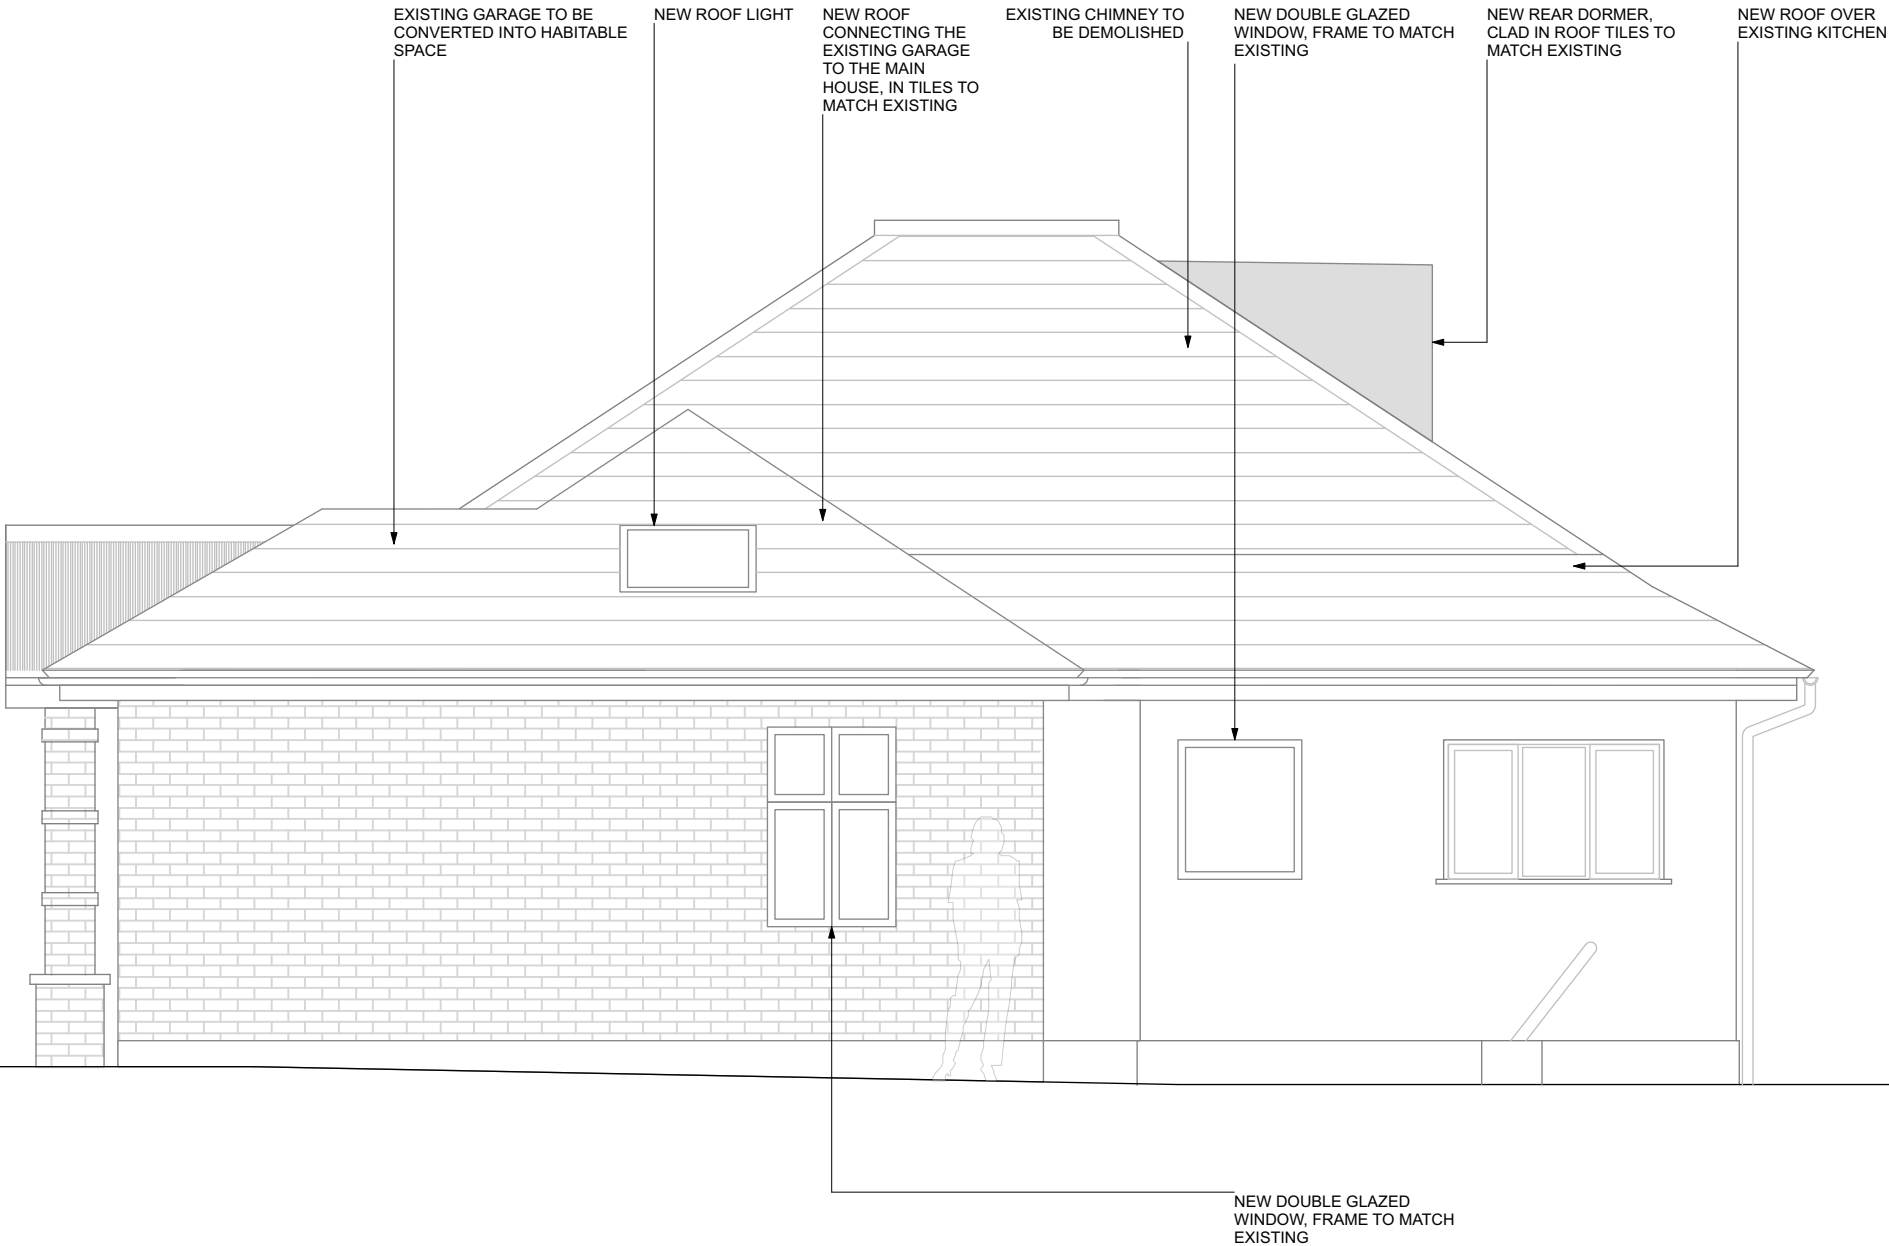 EXISTING GARAGE TO BE
CONVERTED INTO HABITABLE
SPACE
NEW ROOF LIGHT
NEW ROOF
CONNECTING THE
EXISTING GARAGE
TO THE MAIN
HOUSE, IN TILES TO
MATCH EXISTING
EXISTING CHIMNEY TO
BE DEMOLISHED
NEW DOUBLE GLAZED
WINDOW, FRAME TO MATCH
EXISTING
NEW REAR DORMER,
CLAD IN ROOF TILES TO
MATCH EXISTING
NEW ROOF OVER
EXISTING KITCHEN
NEW DOUBLE GLAZED
WINDOW, FRAME TO MATCH
EXISTING